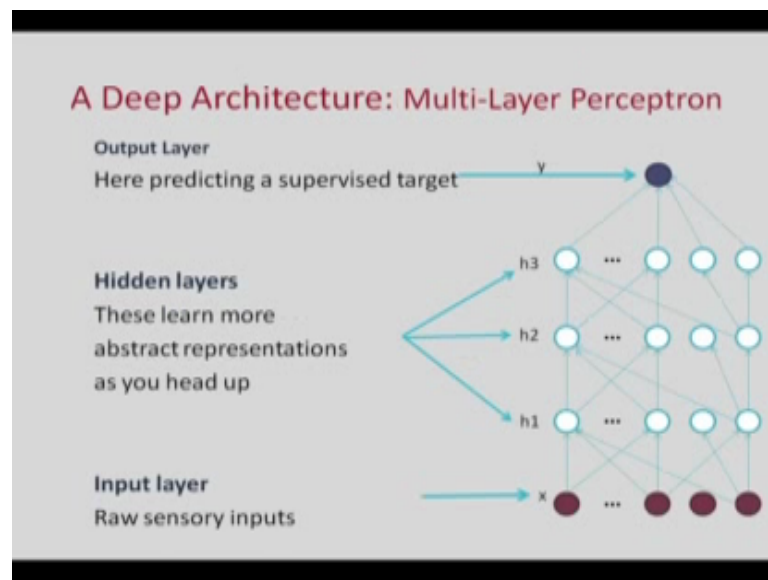 A Deep Architecture: Multi-Layer Perceptron
Output Layer
Here predicting a supervised target
y
h3 ...
Hidden layers
These learn more
abstract representations
as you head up
h2 ...
h1 ...
Input layer
Raw sensory inputs
x ...